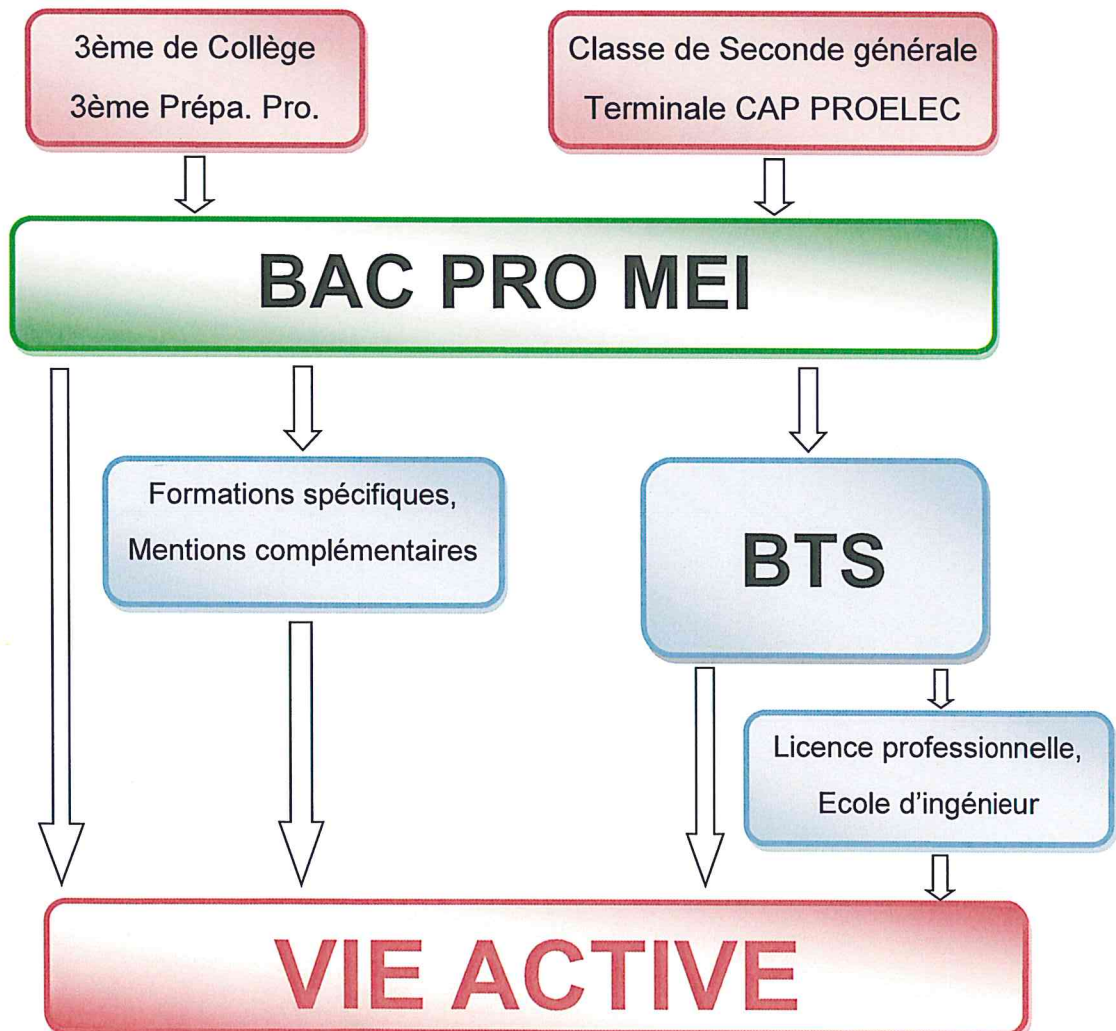 3ème de Collège
3ème Prépa. Pro.
Classe de Seconde générale
Terminale CAP PROELEC
BAC PRO MEI
Formations spécifiques,
Mentions complémentaires
BTS
Licence professionnelle,
Ecole d'ingénieur
VIE ACTIVE